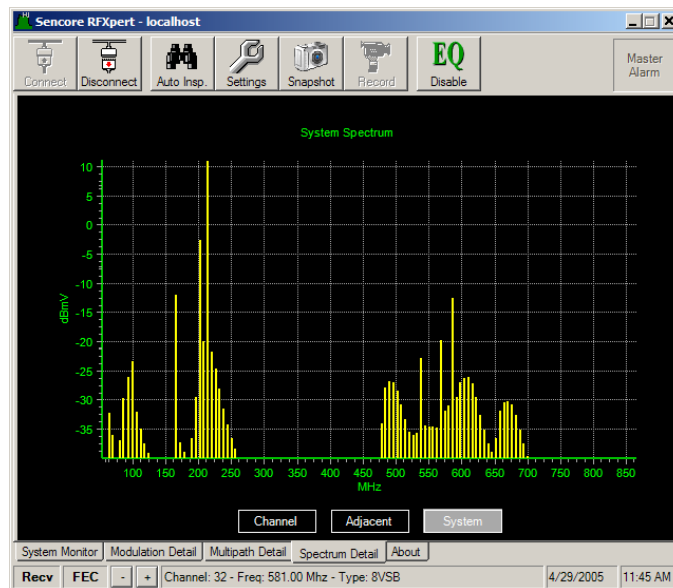 Sencore RFXpert - localhost
Connect Disconnect Auto Insp. Settings Snapshot Record EQ Disable Master Alarm
System Spectrum
10
5
0
-5
-10
-15
-20
-25
-30
-35
dBmV
100 150 200 250 300 350 400 450 500 550 600 650 700 750 800 850
MHz
Channel Adjacent System
System Monitor Modulation Detail Multipath Detail Spectrum Detail About
Recv FEC - + Channel: 32 - Freq: 581.00 Mhz - Type: 8VSB 4/29/2005 11:45 AM